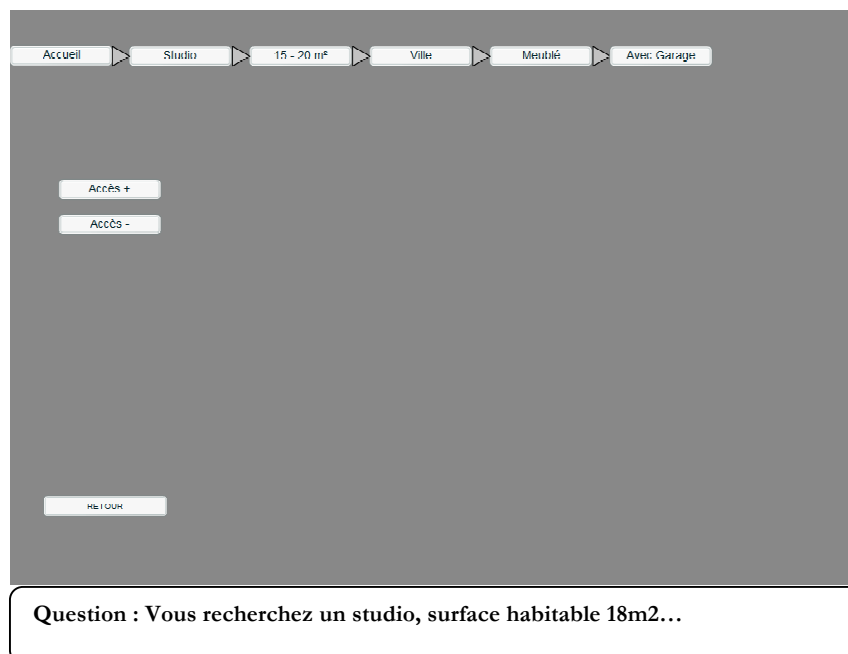 Accueil Studio 15 - 20 m² Ville Meublé Avec Garage
Accès +
Accès -
RETOUR
Question : Vous recherchez un studio, surface habitable 18m2…